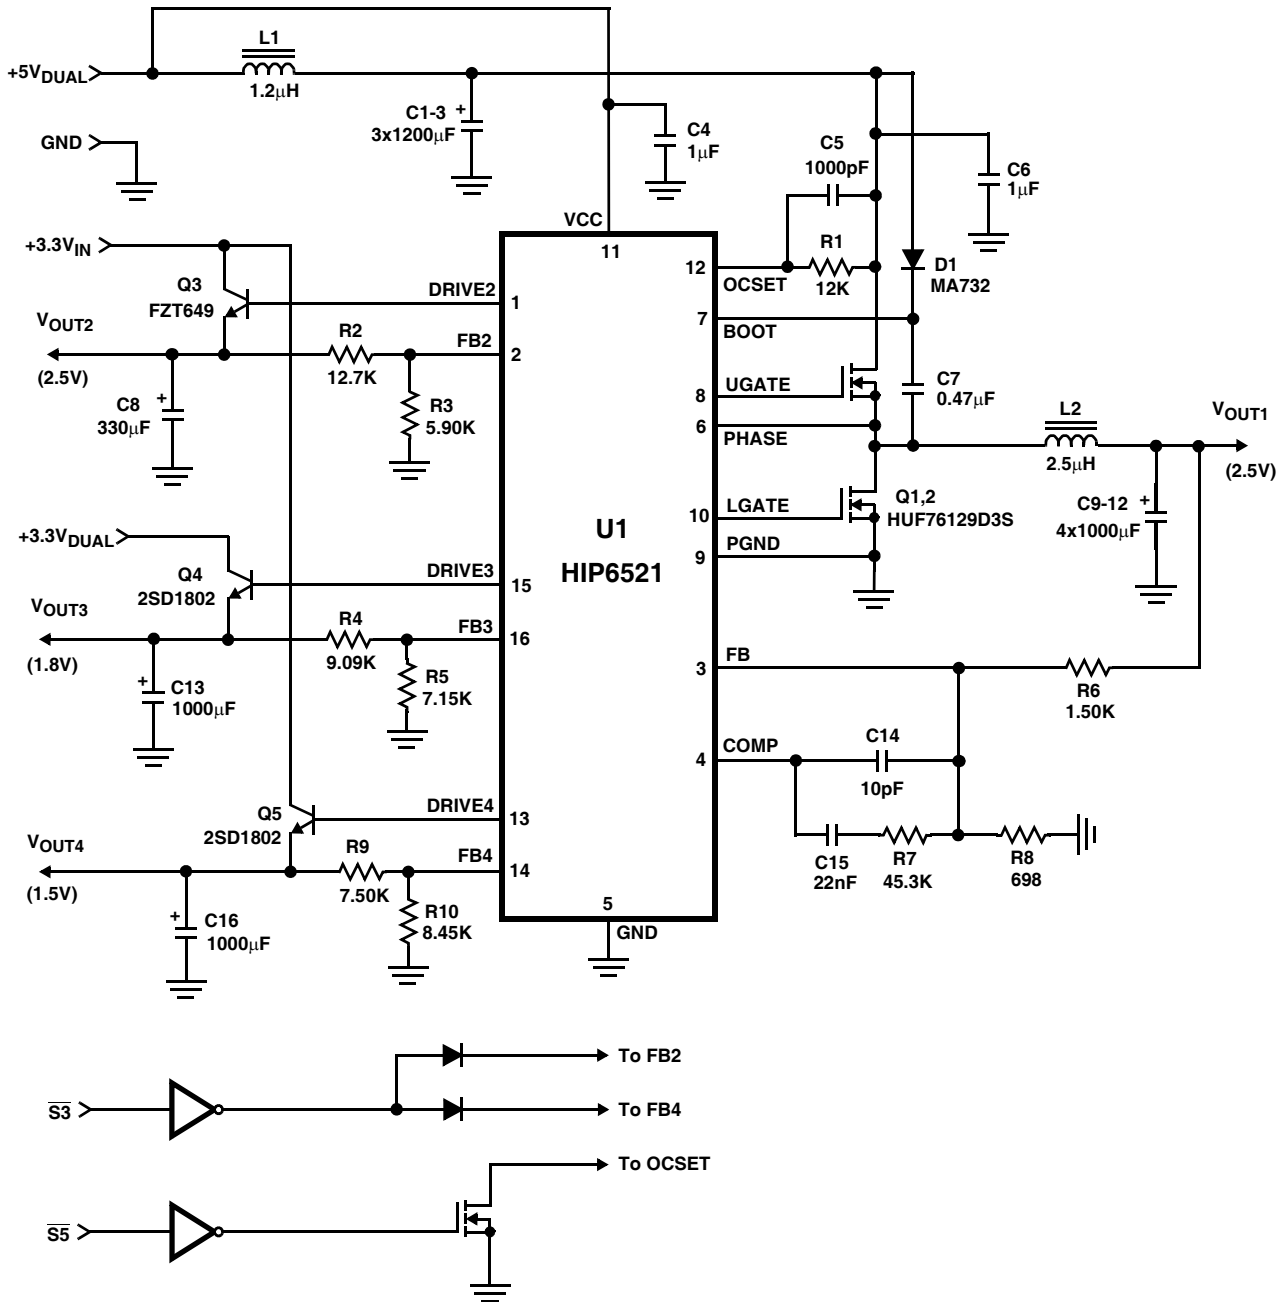 L1
+5VDUAL
1.2µH
C1-3
3x1200µF
+
GND
C4
1µF
C5
1000pF
C6
1µF
VCC
11
+3.3VIN
Q3
FZT649
DRIVE2
1
12
OCSET
R1
12K
D1
MA732
7
BOOT
VOUT2
(2.5V)
R2
12.7K
FB2
2
R3
5.90K
C8
330µF
+
8
UGATE
6
PHASE
C7
0.47µF
L2
2.5µH
VOUT1
(2.5V)
10
LGATE
Q1,2
HUF76129D3S
9
PGND
C9-12
4x1000µF
+
U1
HIP6521
+3.3VDUAL
Q4
2SD1802
DRIVE3
15
VOUT3
(1.8V)
R4
9.09K
FB3
16
R5
7.15K
C13
1000µF
+
3
FB
R6
1.50K
4
COMP
C14
10pF
C15
22nF
R7
45.3K
R8
698
Q5
2SD1802
DRIVE4
13
VOUT4
(1.5V)
R9
7.50K
FB4
14
R10
8.45K
C16
1000µF
+
5
GND
S3
To FB2
To FB4
S5
To OCSET